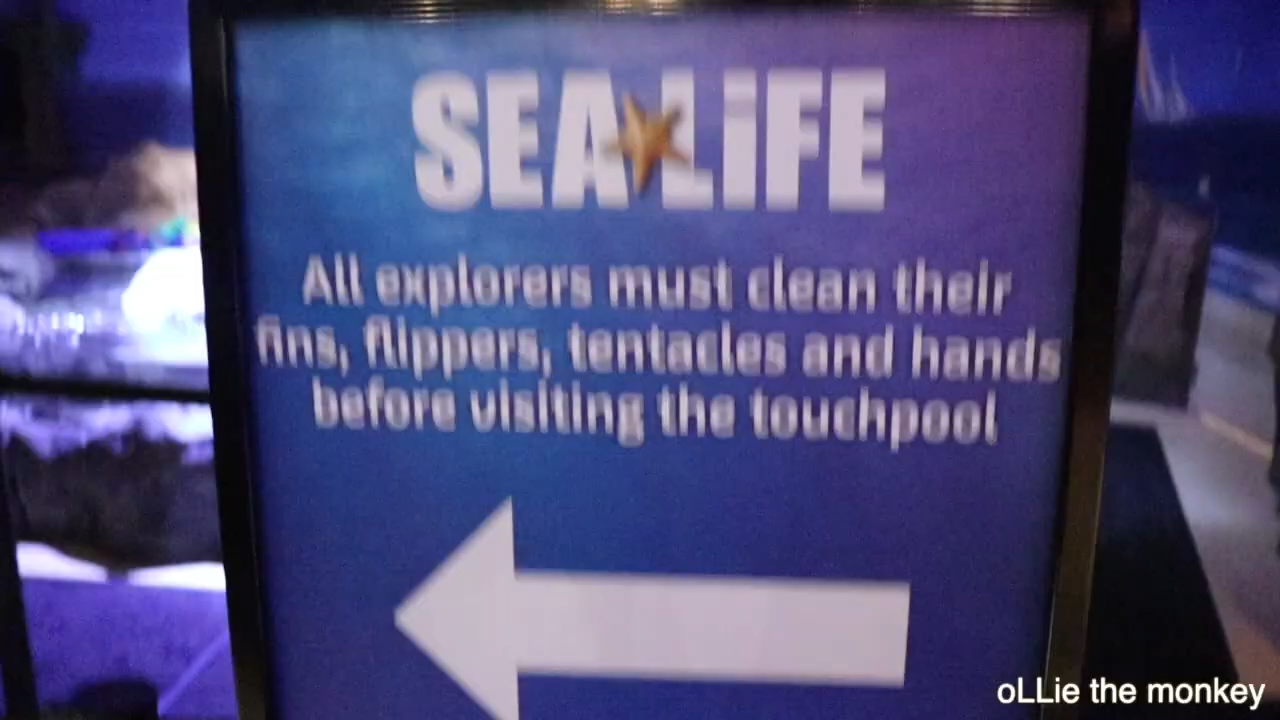 SEA LiFE
All explorers must clean their
fins, flippers, tentacles and hands
before visiting the touchpool
oLLie the monkey